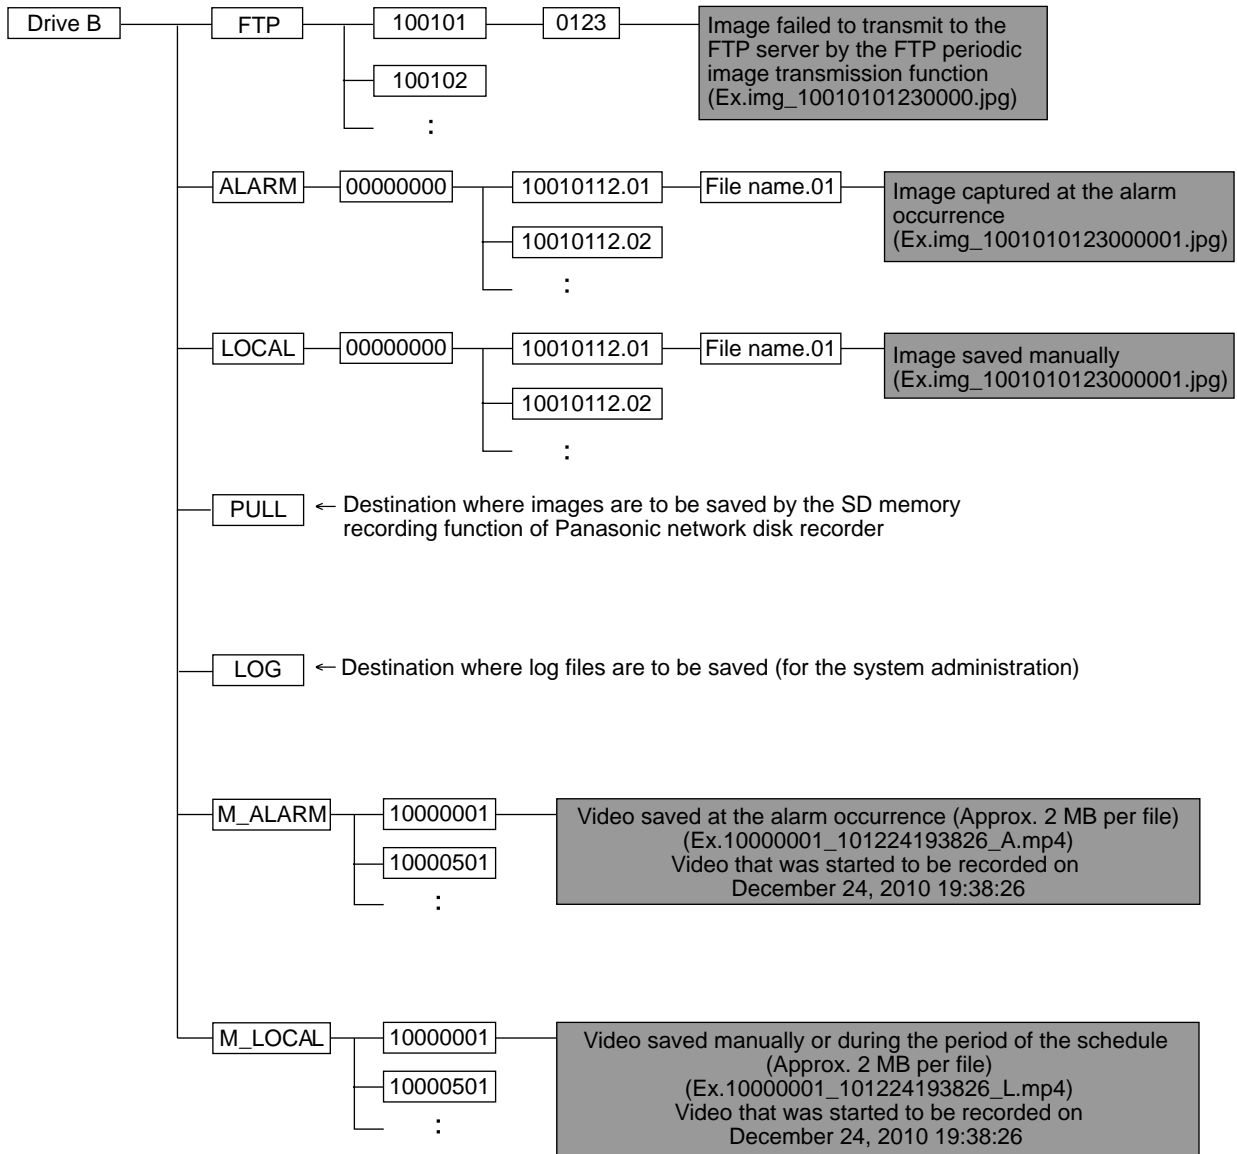 Drive B
FTP
100101
0123
Image failed to transmit to the
FTP server by the FTP periodic
image transmission function
(Ex.img_10010101230000.jpg)
100102
:
ALARM
00000000
10010112.01
File name.01
Image captured at the alarm
occurrence
(Ex.img_1001010123000001.jpg)
10010112.02
:
LOCAL
00000000
10010112.01
File name.01
Image saved manually
(Ex.img_1001010123000001.jpg)
10010112.02
:
PULL
← Destination where images are to be saved by the SD memory
recording function of Panasonic network disk recorder
LOG
← Destination where log files are to be saved (for the system administration)
M_ALARM
10000001
Video saved at the alarm occurrence (Approx. 2 MB per file)
(Ex.10000001_101224193826_A.mp4)
Video that was started to be recorded on
December 24, 2010 19:38:26
10000501
:
M_LOCAL
10000001
Video saved manually or during the period of the schedule
(Approx. 2 MB per file)
(Ex.10000001_101224193826_L.mp4)
Video that was started to be recorded on
December 24, 2010 19:38:26
10000501
: